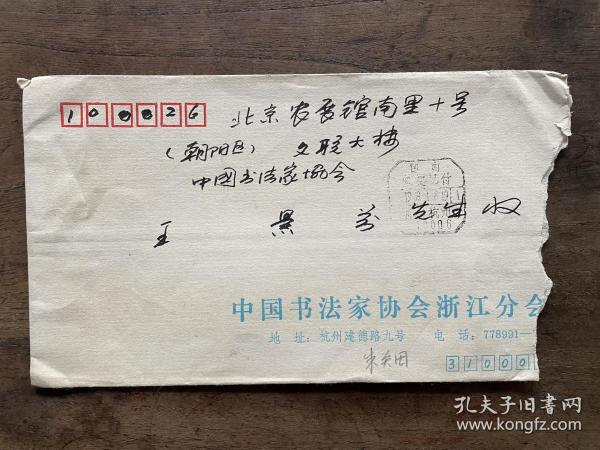 100026
北京农展馆南里十号
(朝阳区) 文联大楼
中国书法家协会
王景芬 先生 收
国内
中国书法家协会浙江分会
地 址：杭州建德路九号 电 话：778991—
朱关田
31000
孔夫子旧书网
www.kongfz.com